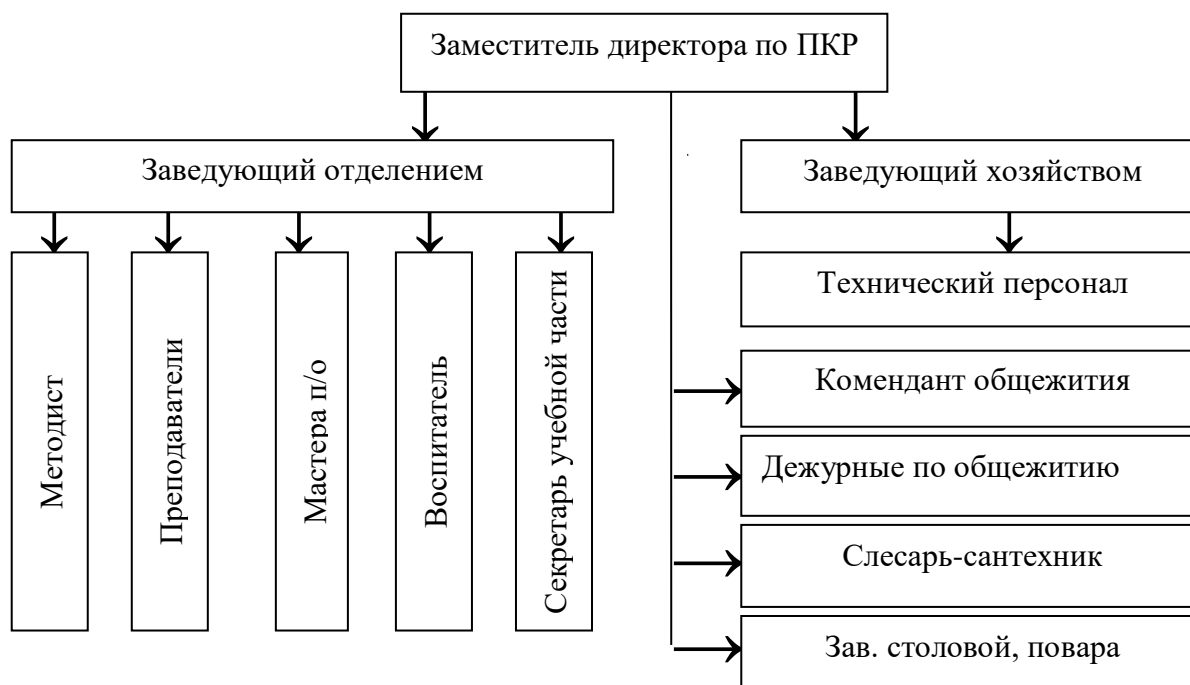 Заместитель директора по ПКР
Заведующий отделением
Заведующий хозяйством
Методист
Преподаватели
Мастера п/о
Воспитатель
Секретарь учебной части
Технический персонал
Комендант общежития
Дежурные по общежитию
Слесарь-сантехник
Зав. столовой, повара